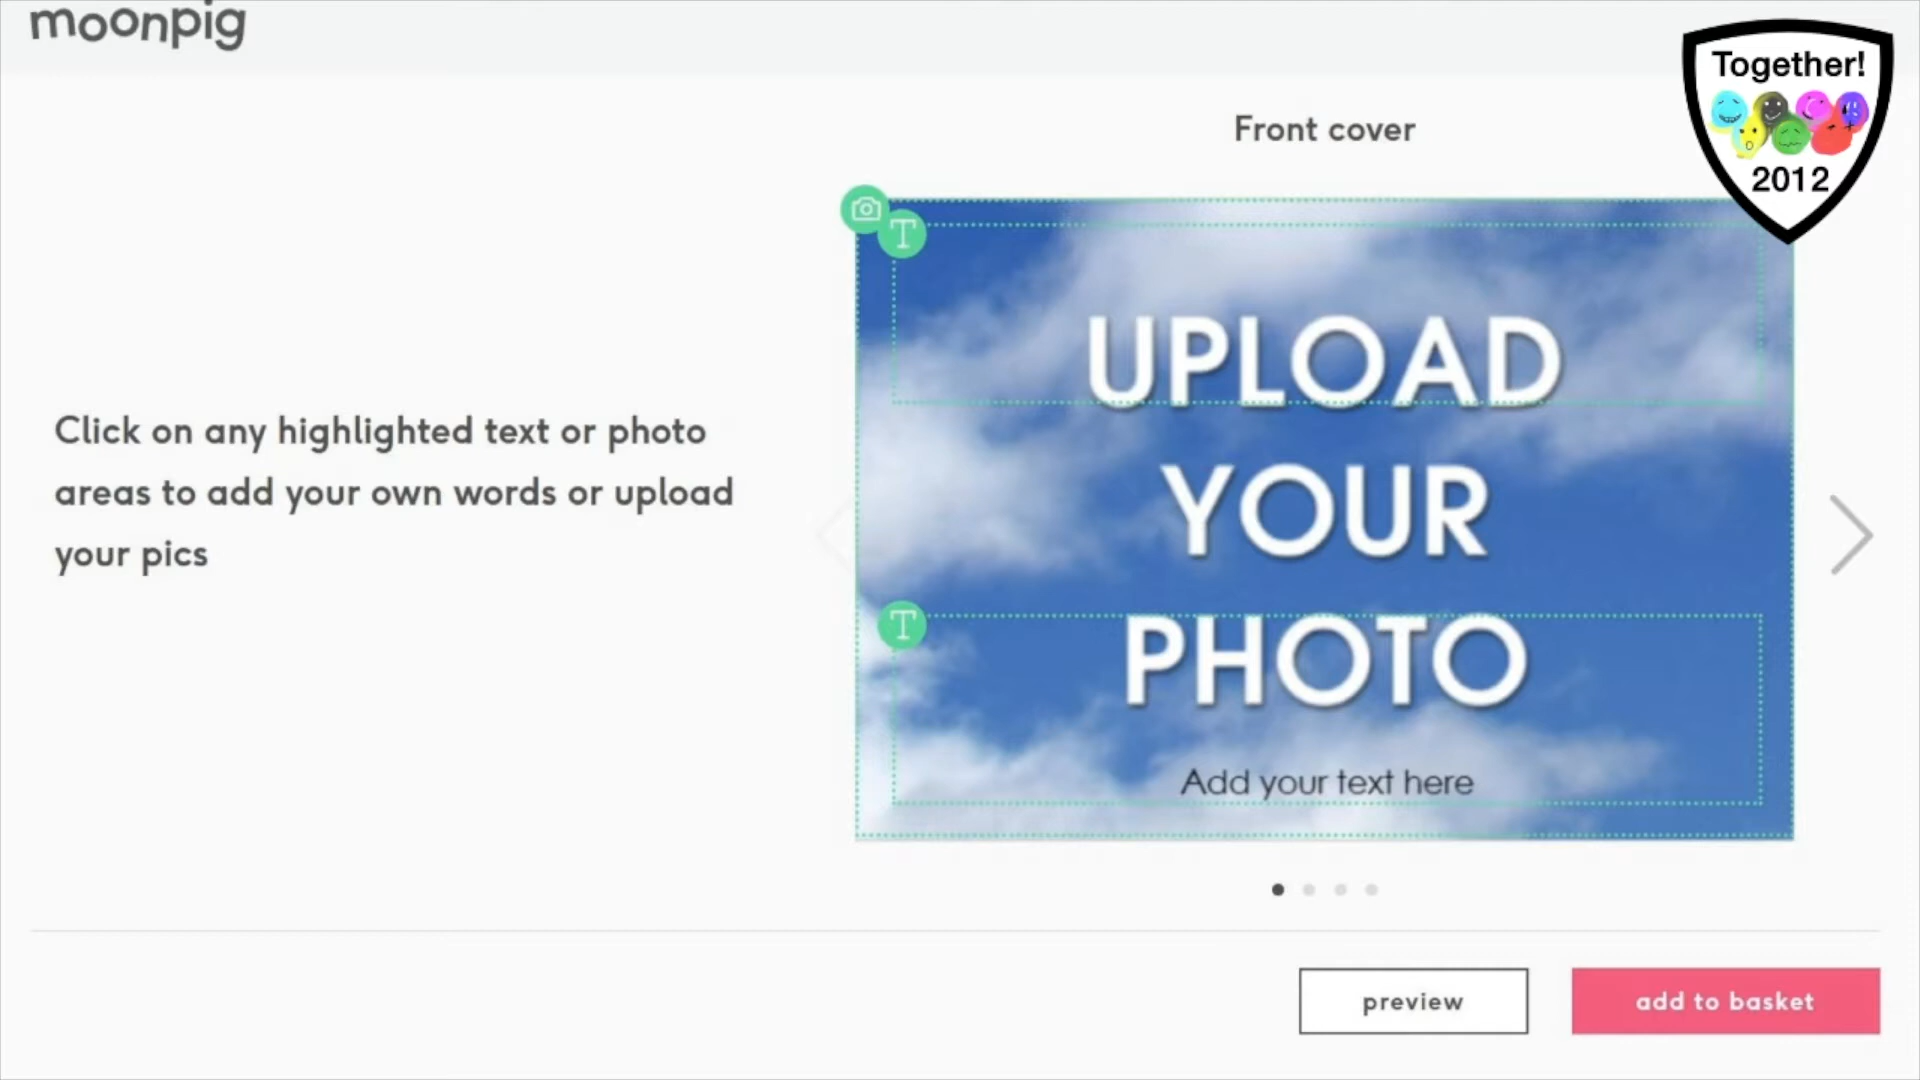 moonpig
Together!
2012
Front cover
Click on any highlighted text or photo
areas to add your own words or upload
your pics
T
UPLOAD
YOUR
T
PHOTO
Add your text here
preview
add to basket